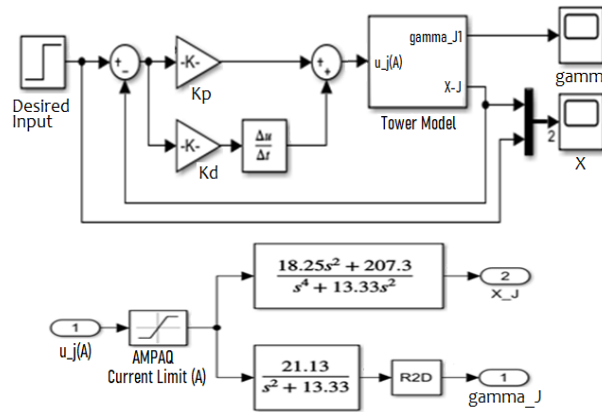 gamma_J1
-K-
Kp
u_j(A)
X-J
gamm
Desired
Input
Tower Model
-K-
Kd
Δu
Δt
2
X
18.25s² + 207.3
s⁴ + 13.33s²
2
X_J
1
u_j(A)
AMPAQ
Current Limit (A)
21.13
s² + 13.33
R2D
1
gamma_J